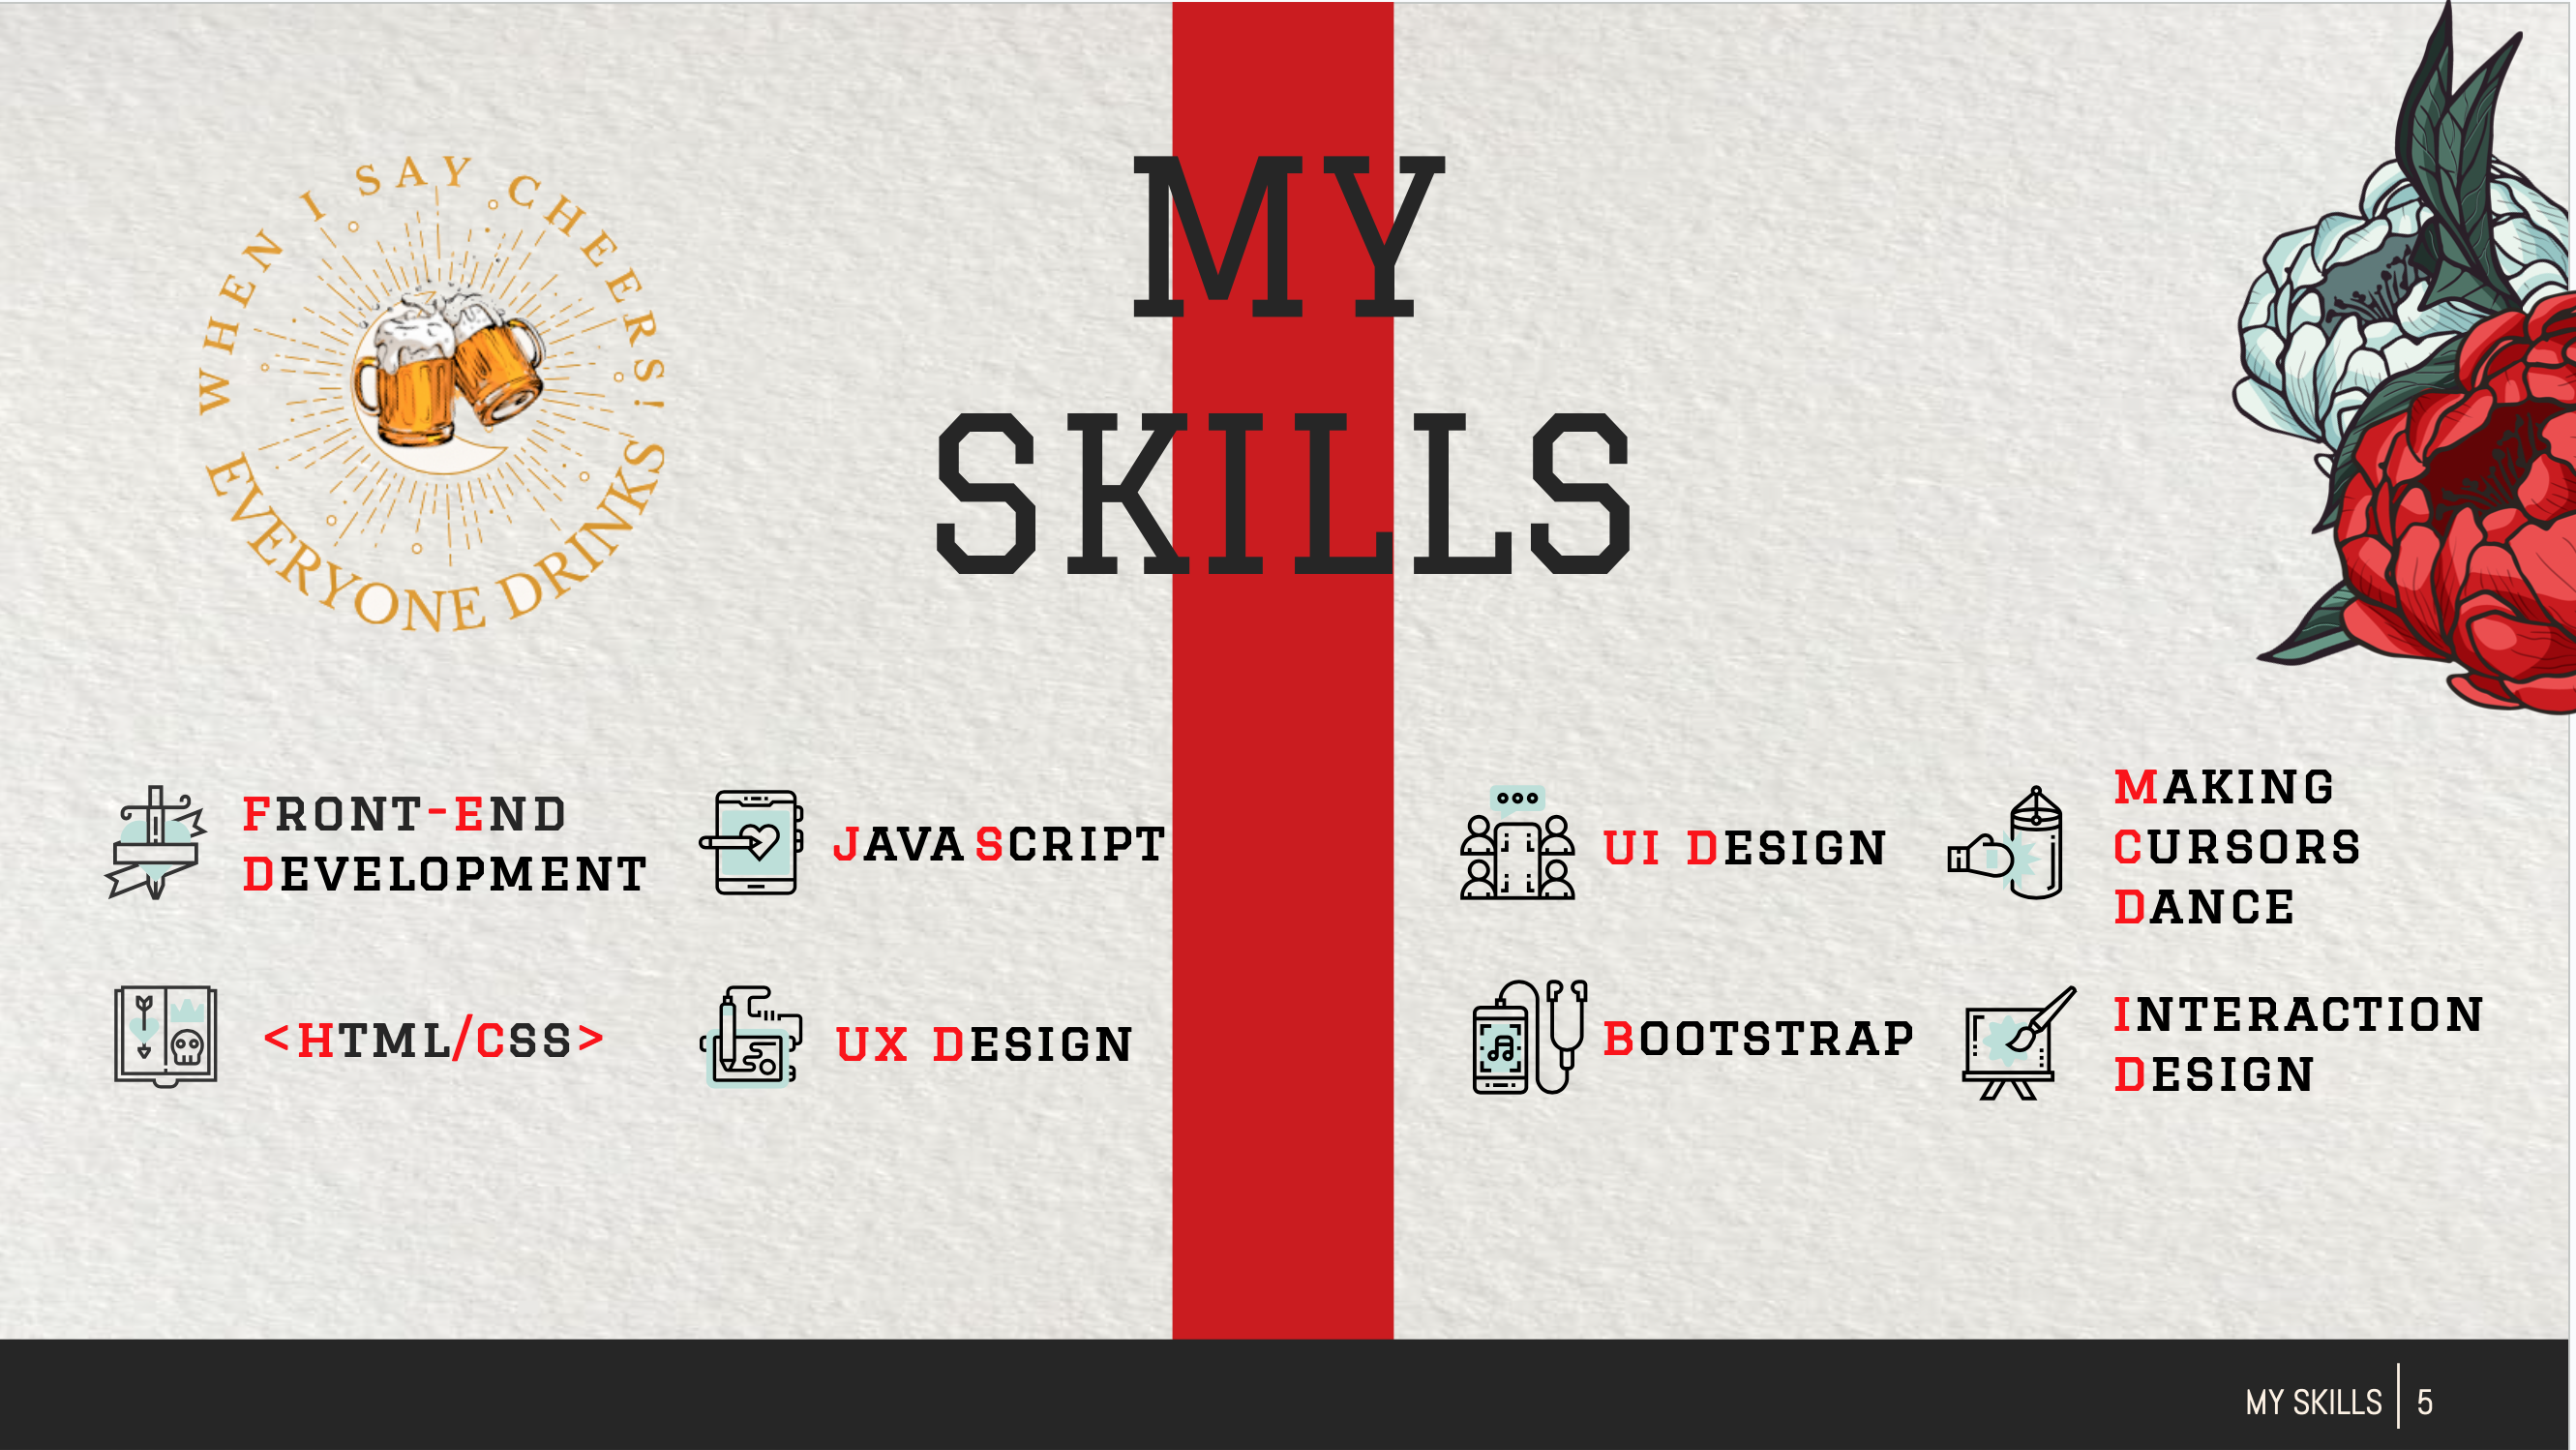 WHEN I SAY CHEERS!
EVERYONE DRINKS
MY
SKILLS
FRONT-END
DEVELOPMENT
JAVA SCRIPT
UI DESIGN
MAKING
CURSORS
DANCE
<HTML/CSS>
UX DESIGN
BOOTSTRAP
INTERACTION
DESIGN
MY SKILLS 5